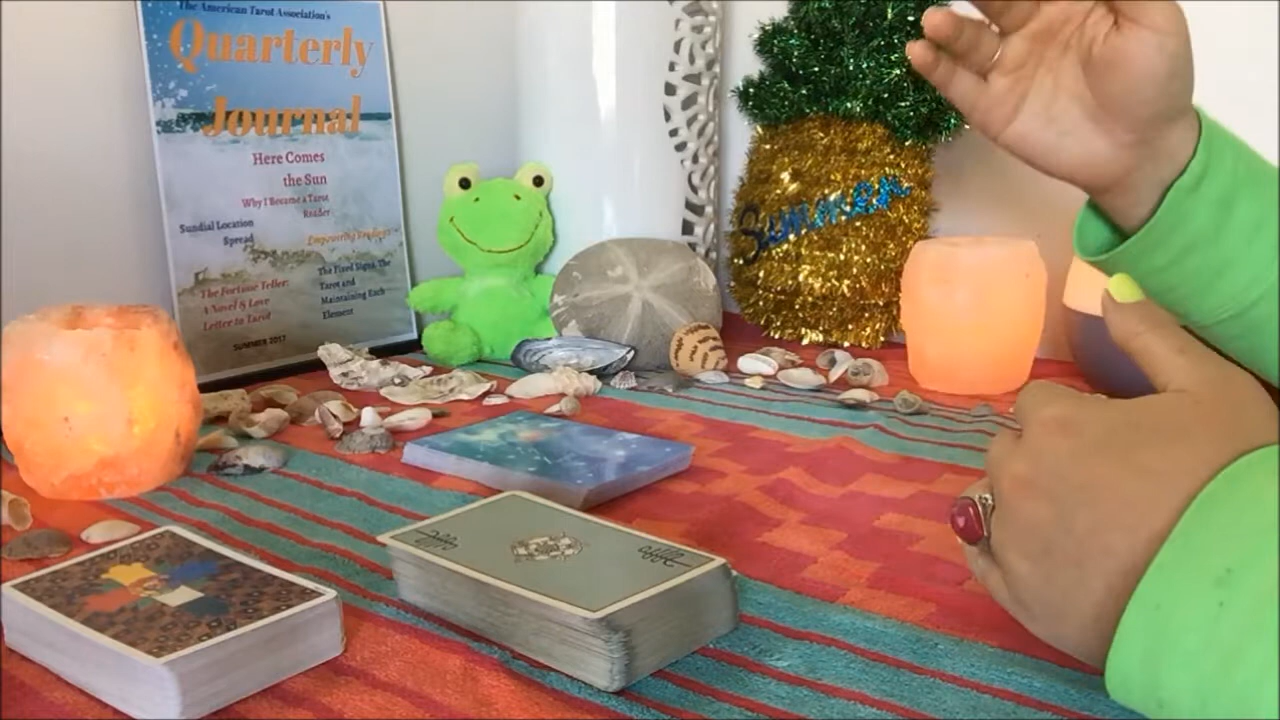 The American Tarot Association's
Quarterly
Journal
Here Comes
the Sun
Why I Became a Tarot
Reader
Sundial Location
Spread
Empowering Readings
The Fixed Signs, The
Tarot and
Maintaining Each
Element
The Fortune Teller:
A Novel & Love
Letter to Tarot
SUMMER 2017
Summer